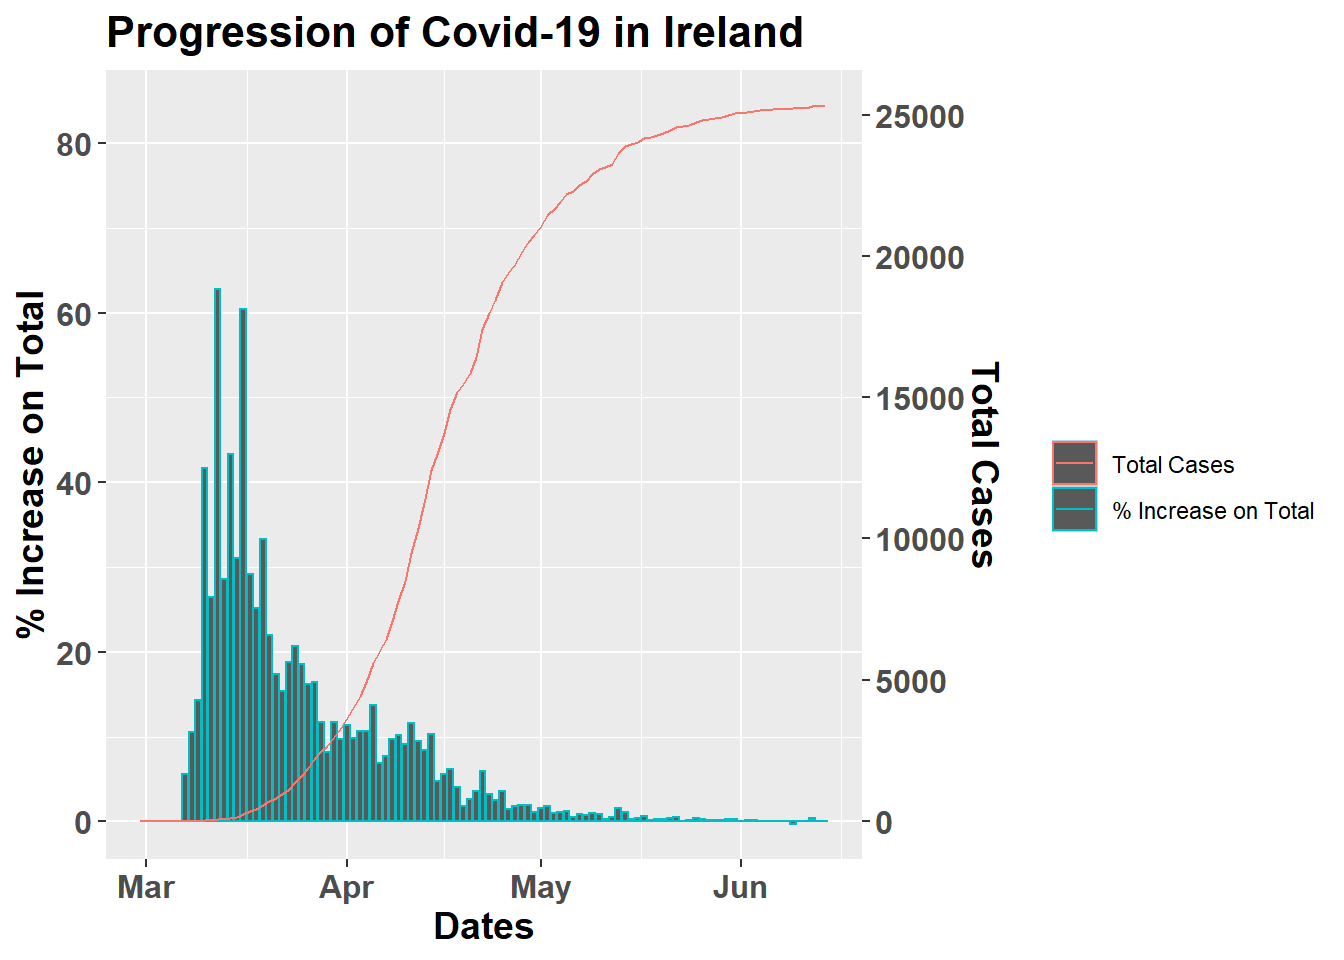 Progression of Covid-19 in Ireland
% Increase on Total
80
60
40
20
0
25000
20000
15000
10000
5000
0
Total Cases
Mar Apr May Jun
Dates
Total Cases
% Increase on Total